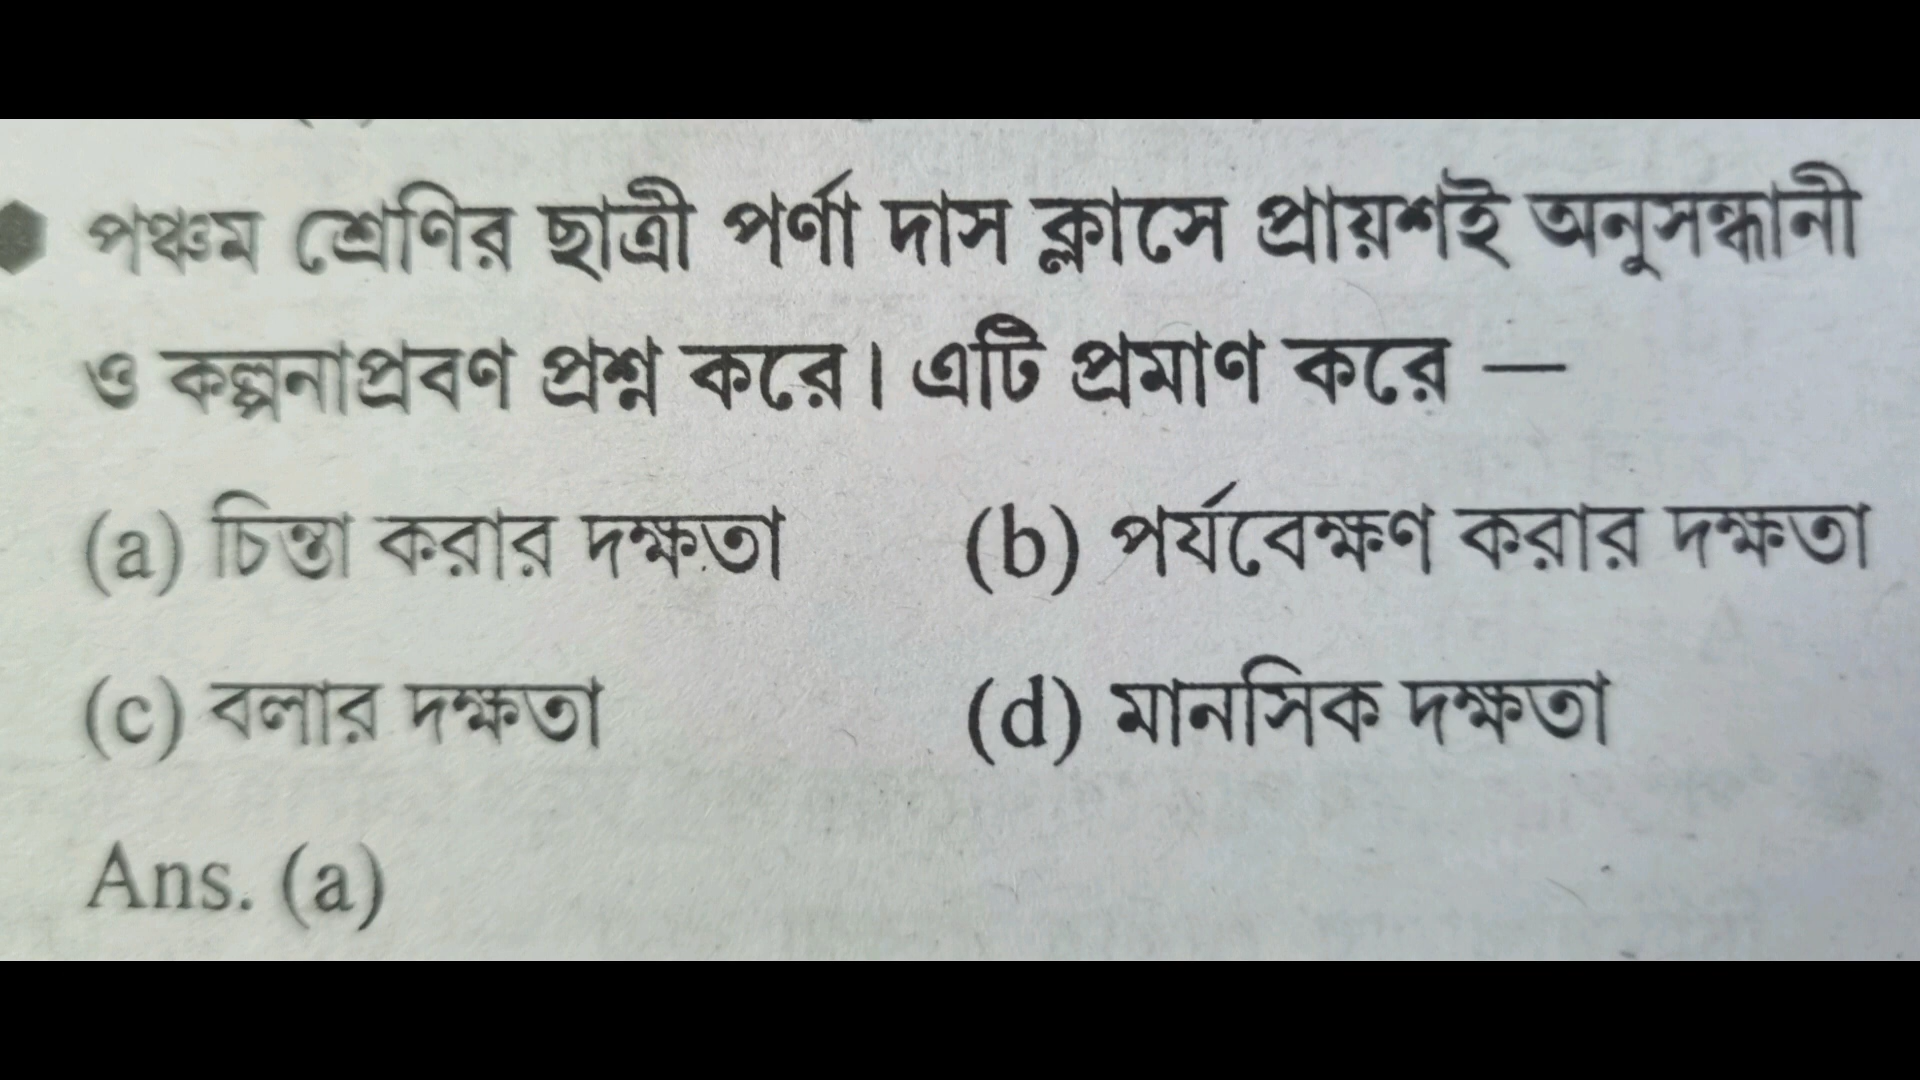 পঞ্চম শ্রেণির ছাত্রী পর্ণা দাস ক্লাসে প্রায়শই অনুসন্ধানী
ও কল্পনাপ্রবণ প্রশ্ন করে। এটি প্রমাণ করে —
(a) চিন্তা করার দক্ষতা (b) পর্যবেক্ষণ করার দক্ষতা
(c) বলার দক্ষতা (d) মানসিক দক্ষতা
Ans. (a)